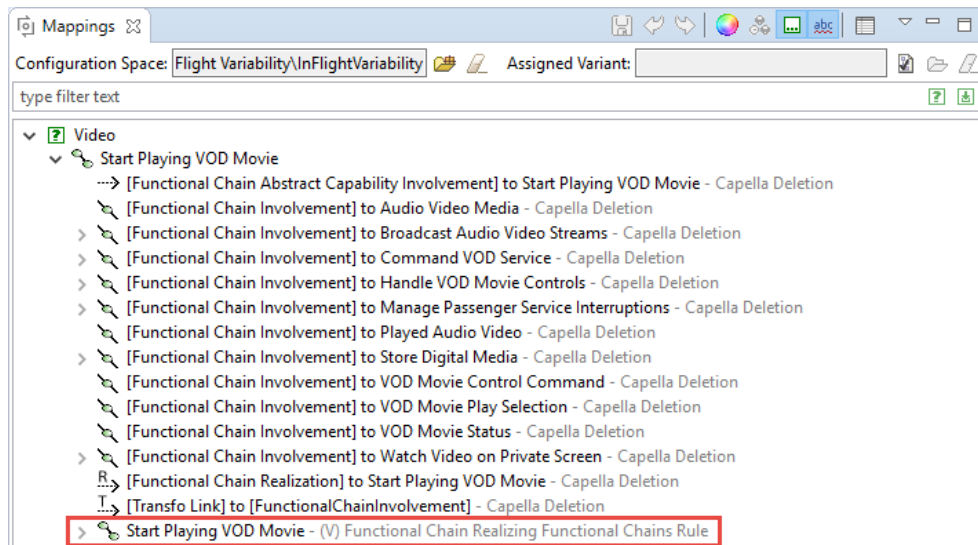 Mappings
abc
Configuration Space: Flight Variability\InFlightVariability Assigned Variant:
type filter text
Video
Start Playing VOD Movie
[Functional Chain Abstract Capability Involvement] to Start Playing VOD Movie - Capella Deletion
[Functional Chain Involvement] to Audio Video Media - Capella Deletion
[Functional Chain Involvement] to Broadcast Audio Video Streams - Capella Deletion
[Functional Chain Involvement] to Command VOD Service - Capella Deletion
[Functional Chain Involvement] to Handle VOD Movie Controls - Capella Deletion
[Functional Chain Involvement] to Manage Passenger Service Interruptions - Capella Deletion
[Functional Chain Involvement] to Played Audio Video - Capella Deletion
[Functional Chain Involvement] to Store Digital Media - Capella Deletion
[Functional Chain Involvement] to VOD Movie Control Command - Capella Deletion
[Functional Chain Involvement] to VOD Movie Play Selection - Capella Deletion
[Functional Chain Involvement] to VOD Movie Status - Capella Deletion
[Functional Chain Involvement] to Watch Video on Private Screen - Capella Deletion
[Functional Chain Realization] to Start Playing VOD Movie - Capella Deletion
[Transfo Link] to [FunctionalChainInvolvement] - Capella Deletion
Start Playing VOD Movie - (V) Functional Chain Realizing Functional Chains Rule